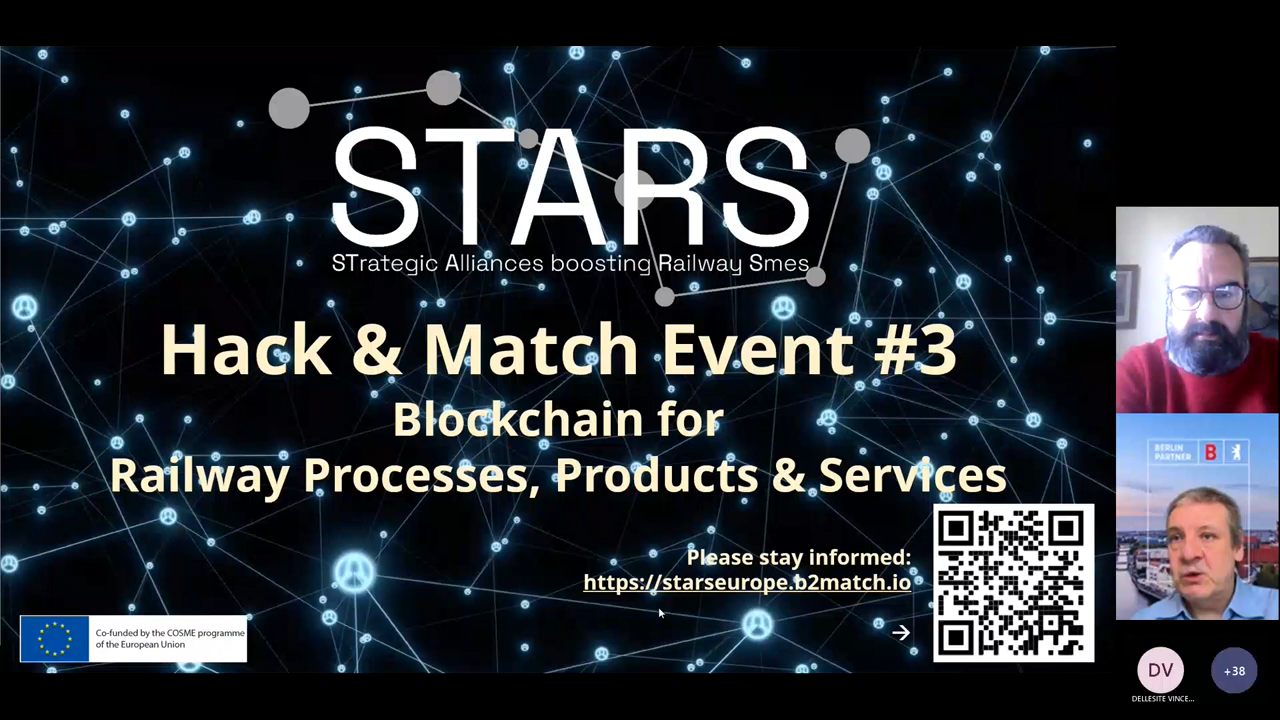 STARS
STrategic Alliances boosting Railway Smes
Hack & Match Event #3
Blockchain for
Railway Processes, Products & Services
Please stay informed:
https://starseurope.b2match.io
→
Co-funded by the COSME programme
of the European Union
BERLIN
PARTNER
B
DV
+38
DELLESITE VINCE...